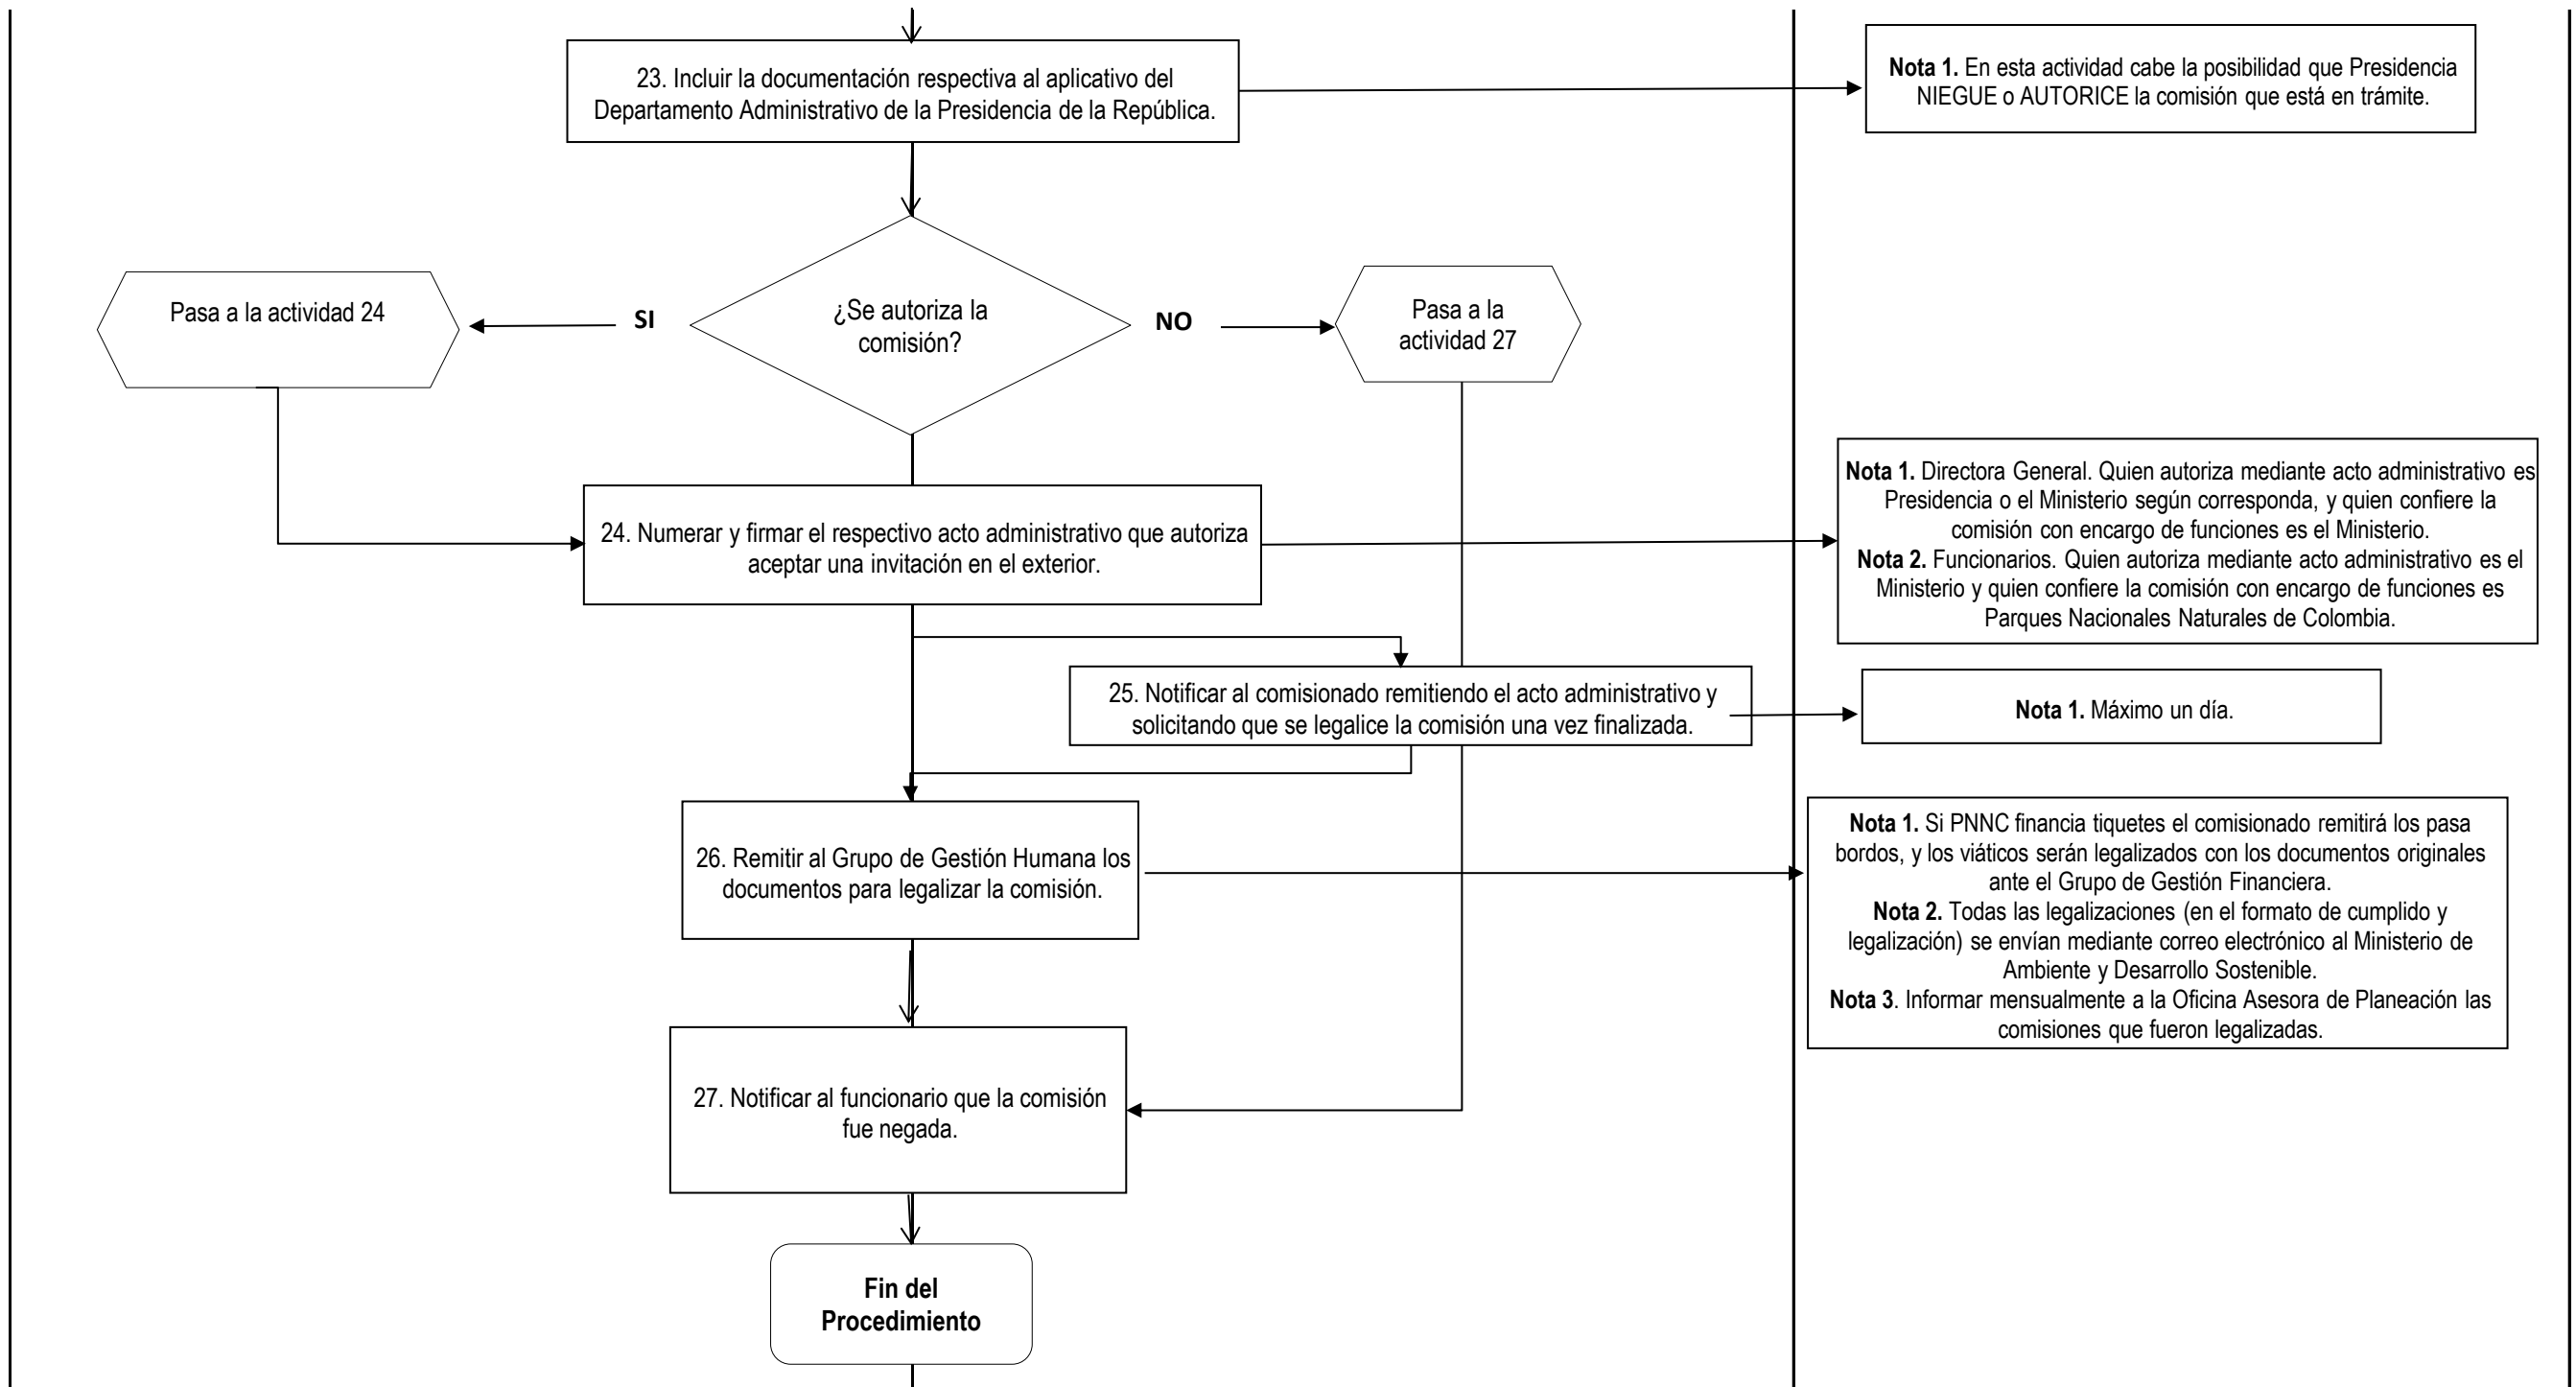 23. Incluir la documentación respectiva al aplicativo del
Departamento Administrativo de la Presidencia de la República.
Nota 1. En esta actividad cabe la posibilidad que Presidencia
NIEGUE o AUTORICE la comisión que está en trámite.
Pasa a la actividad 24
SI
¿Se autoriza la
comisión?
NO
Pasa a la
actividad 27
24. Numerar y firmar el respectivo acto administrativo que autoriza
aceptar una invitación en el exterior.
Nota 1. Directora General. Quien autoriza mediante acto administrativo es
Presidencia o el Ministerio según corresponda, y quien confiere la
comisión con encargo de funciones es el Ministerio.
Nota 2. Funcionarios. Quien autoriza mediante acto administrativo es el
Ministerio y quien confiere la comisión con encargo de funciones es
Parques Nacionales Naturales de Colombia.
25. Notificar al comisionado remitiendo el acto administrativo y
solicitando que se legalice la comisión una vez finalizada.
Nota 1. Máximo un día.
26. Remitir al Grupo de Gestión Humana los
documentos para legalizar la comisión.
Nota 1. Si PNNC financia tiquetes el comisionado remitirá los pasa
bordos, y los viáticos serán legalizados con los documentos originales
ante el Grupo de Gestión Financiera.
Nota 2. Todas las legalizaciones (en el formato de cumplido y
legalización) se envían mediante correo electrónico al Ministerio de
Ambiente y Desarrollo Sostenible.
Nota 3. Informar mensualmente a la Oficina Asesora de Planeación las
comisiones que fueron legalizadas.
27. Notificar al funcionario que la comisión
fue negada.
Fin del
Procedimiento